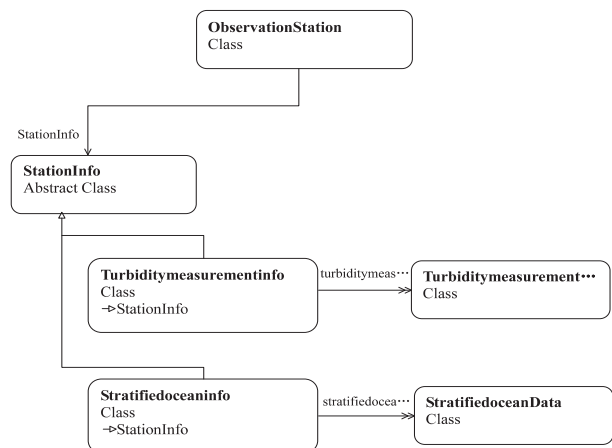 ObservationStation
Class
StationInfo
StationInfo
Abstract Class
Turbiditymeasurementinfo
Class
StationInfo
turbiditymeas···
Turbiditymeasurement···
Class
Stratifiedoceaninfo
Class
StationInfo
stratifiedocea···
StratifiedoceanData
Class